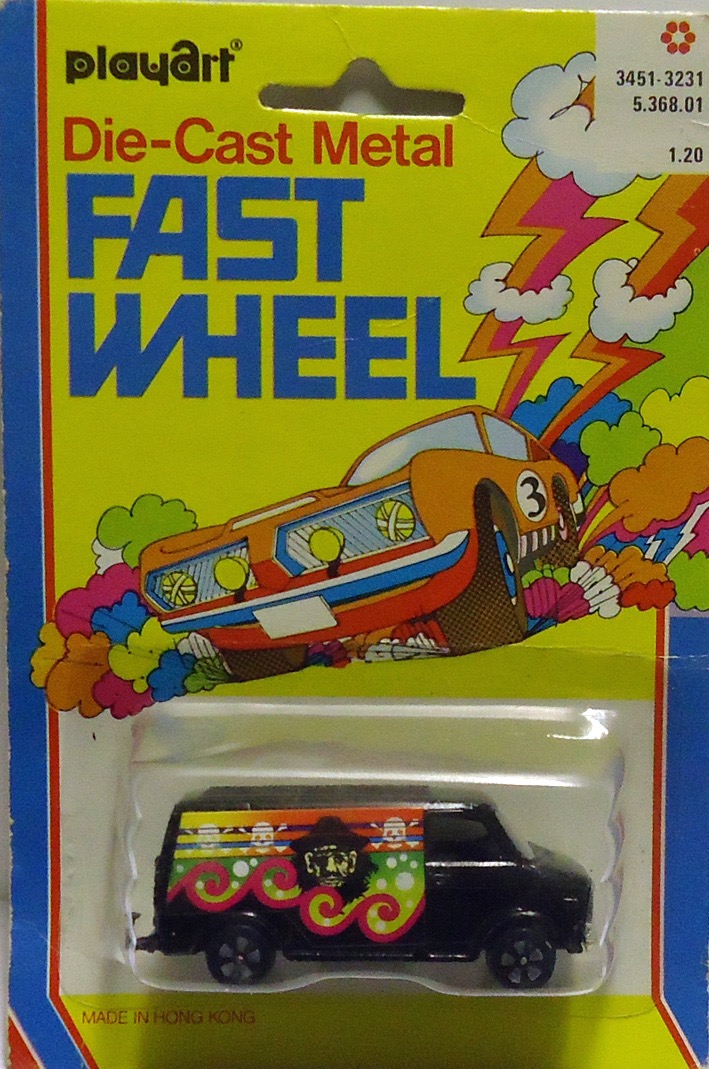 playart®
3451-3231
5.368.01
1.20
Die-Cast Metal
FAST
WHEEL
3
MADE IN HONG KONG